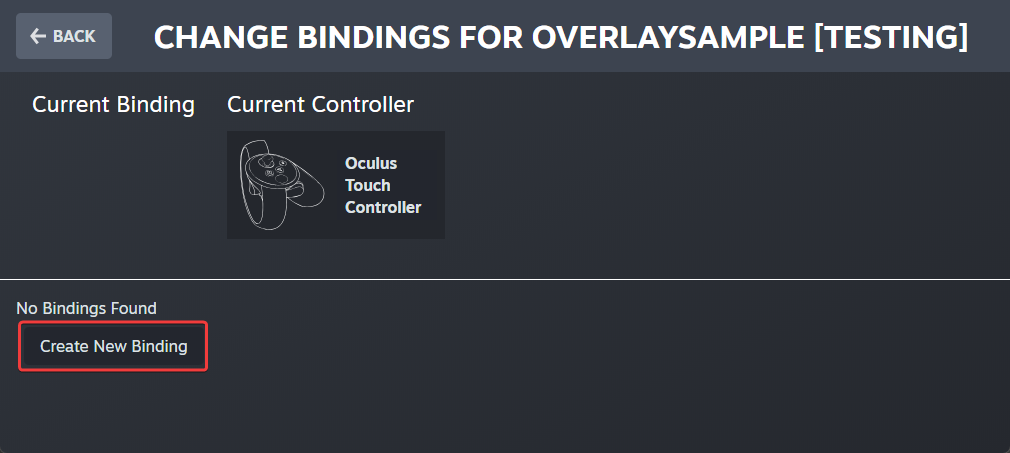 BACK
CHANGE BINDINGS FOR OVERLAYSAMPLE [TESTING]
Current Binding
Current Controller
Oculus
Touch
Controller
No Bindings Found
Create New Binding